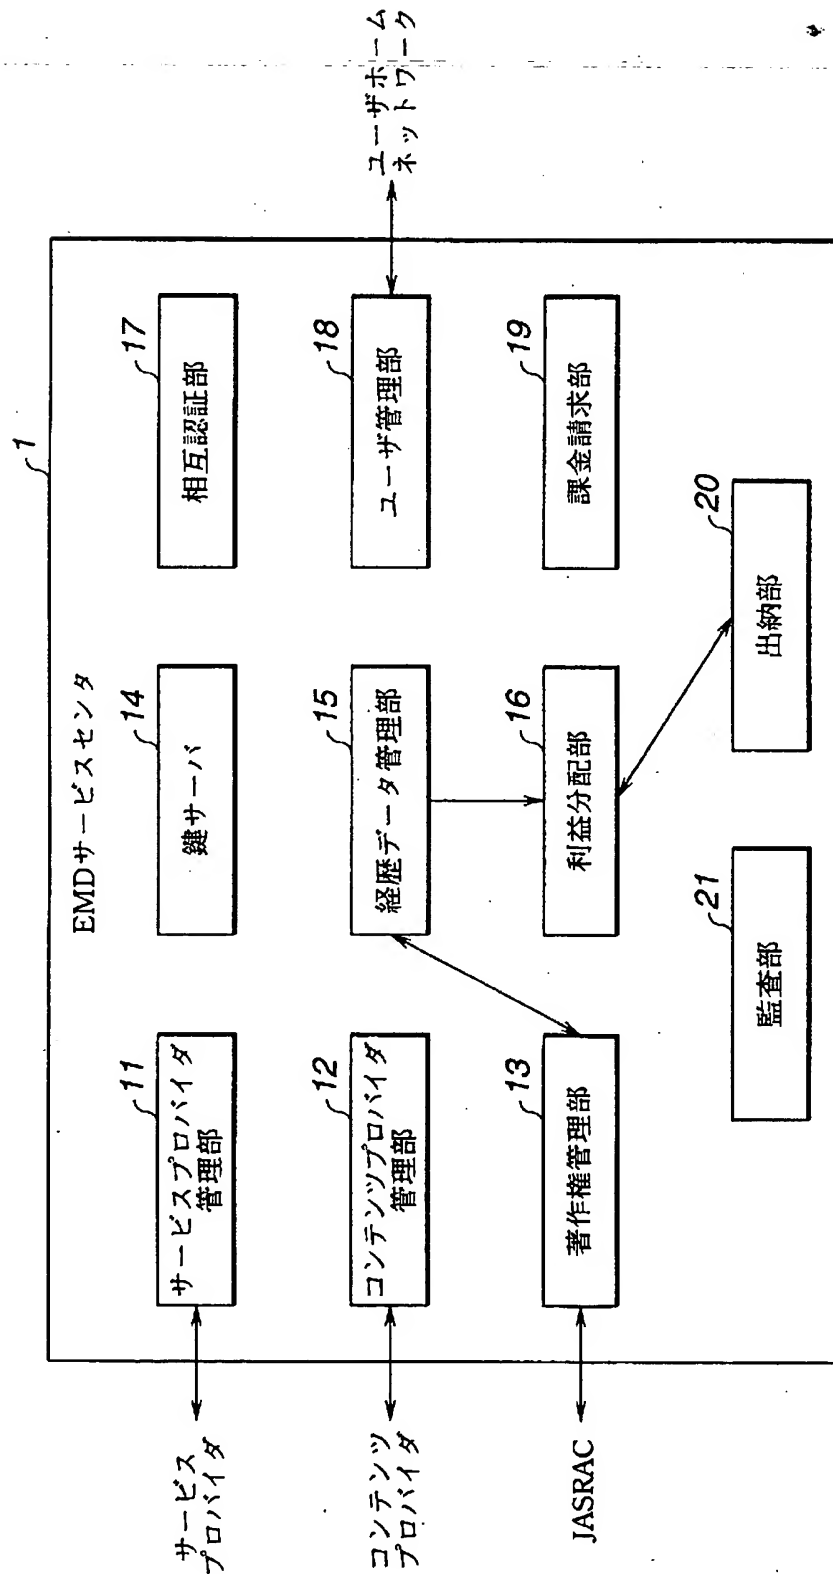 1
EMDサービスセンタ
サービス
プロバイダ
11
サービスプロバイダ
管理部
14
鍵サーバ
17
相互認証部
コンテンツ
プロバイダ
12
コンテンツプロバイダ
管理部
15
経歴データ管理部
18
ユーザ管理部
ユーザホーム
ネットワーク
JASRAC
13
著作権管理部
16
利益分配部
19
課金請求部
21
監査部
20
出納部